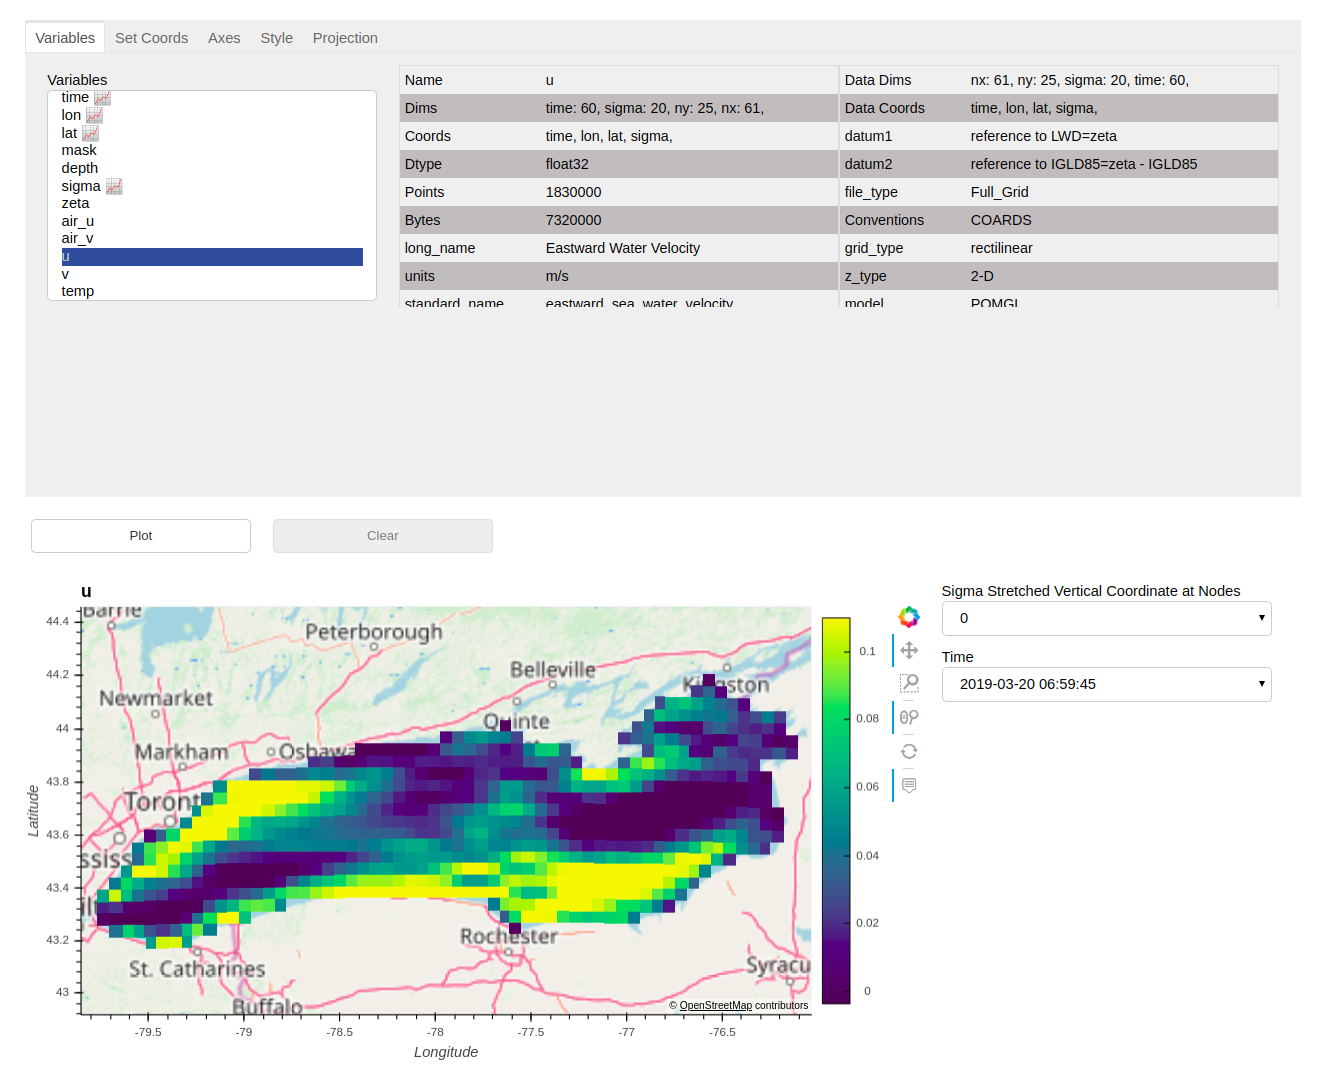 Variables Set Coords Axes Style Projection
Variables
time
lon
lat
mask
depth
sigma
zeta
air_u
air_v
u
v
temp
Name u Data Dims nx: 61, ny: 25, sigma: 20, time: 60,
Dims time: 60, sigma: 20, ny: 25, nx: 61, Data Coords time, lon, lat, sigma,
Coords time, lon, lat, sigma, datum1 reference to LWD=zeta
Dtype float32 datum2 reference to IGLD85=zeta - IGLD85
Points 1830000 file_type Full_Grid
Bytes 7320000 Conventions COARDS
long_name Eastward Water Velocity grid_type rectilinear
units m/s z_type 2-D
standard_name eastward_sea_water_velocity model POMGL
Plot Clear
u
Sigma Stretched Vertical Coordinate at Nodes
0
Time
2019-03-20 06:59:45
44.4
44.2
44
43.8
43.6
43.4
43.2
43
Latitude
Barrie
Peterborough
Belleville
Kingston
Newmarket
Quinte
Markham
Oshawa
Toront
ssiss
Rochester
St. Catharines
Syracu
Buffalo
© OpenStreetMap contributors
0.1
0.08
0.06
0.04
0.02
0
-79.5 -79 -78.5 -78 -77.5 -77 -76.5
Longitude